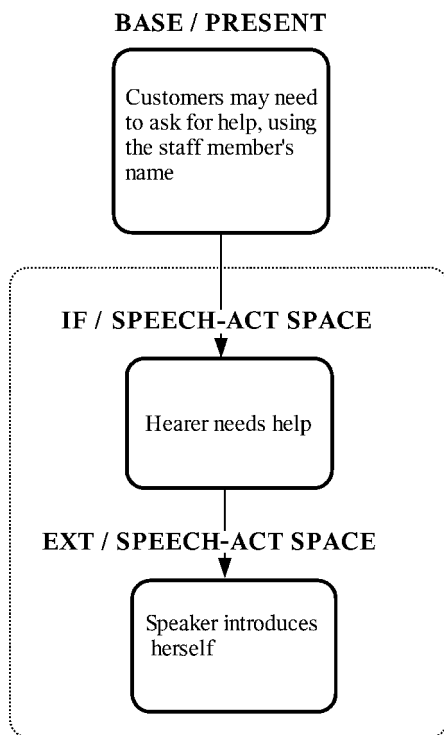 BASE / PRESENT
Customers may need
to ask for help, using
the staff member's
name
IF / SPEECH-ACT SPACE
Hearer needs help
EXT / SPEECH-ACT SPACE
Speaker introduces
herself